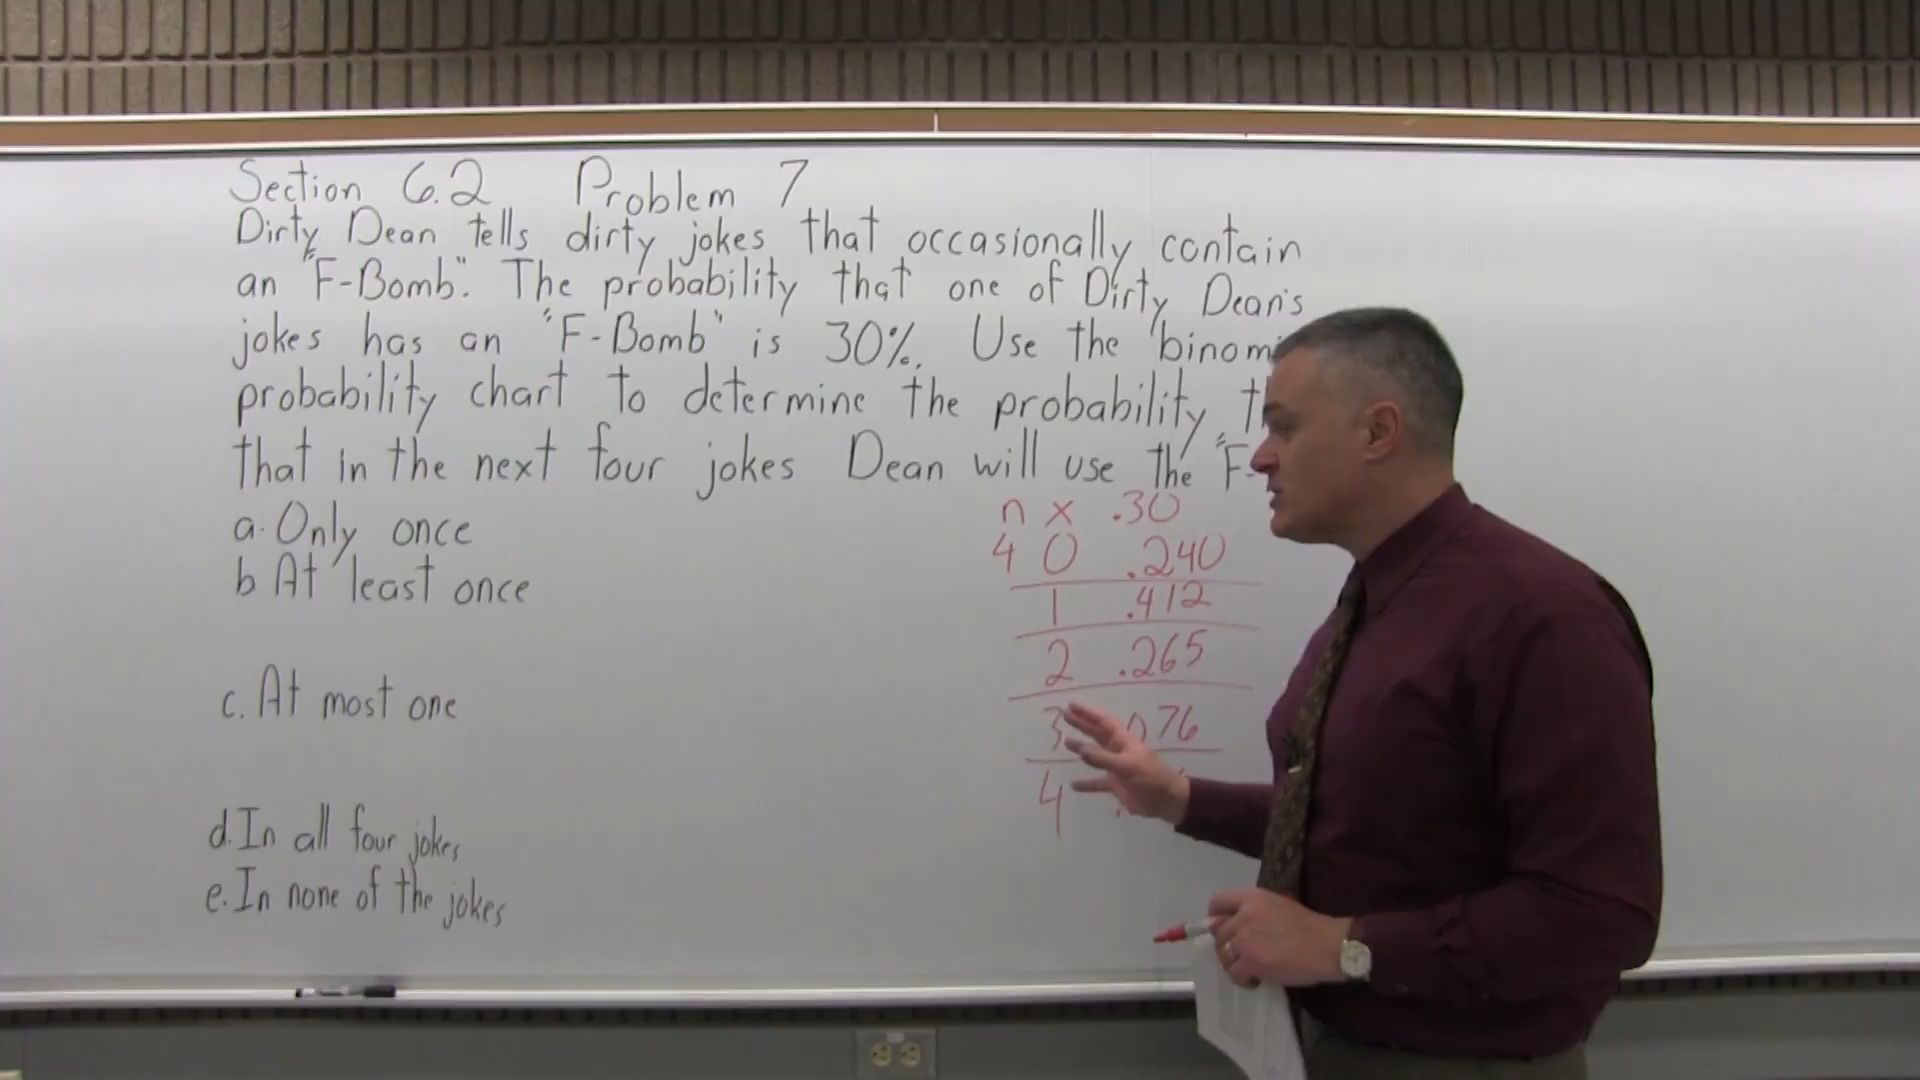 Section 6.2 Problem 7
Dirty Dean tells dirty jokes that occasionally contain
an "F-Bomb". The probability that one of Dirty Dean's
jokes has an "F-Bomb" is 30%. Use the binomi
probability chart to determine the probability
that in the next four jokes Dean will use the "F-
a. Only once
b At least once
c. At most one
d. In all four jokes
e. In none of the jokes
n x .30
4 0 .240
1 .412
2 .265
3 .076
4